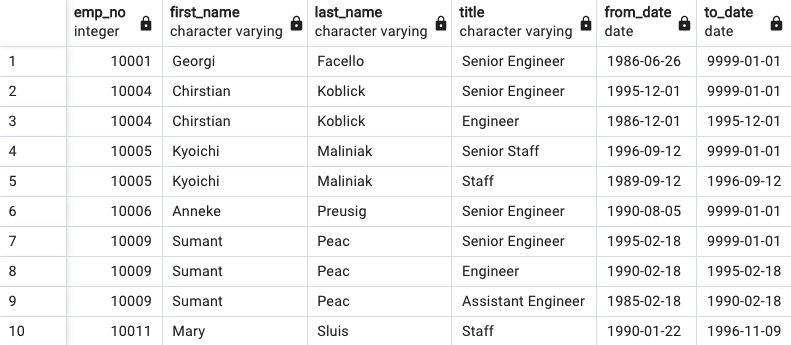 emp_no first_name last_name title from_date to_date
integer character varying character varying character varying date date
1 10001 Georgi Facello Senior Engineer 1986-06-26 9999-01-01
2 10004 Chirstian Koblick Senior Engineer 1995-12-01 9999-01-01
3 10004 Chirstian Koblick Engineer 1986-12-01 1995-12-01
4 10005 Kyoichi Maliniak Senior Staff 1996-09-12 9999-01-01
5 10005 Kyoichi Maliniak Staff 1989-09-12 1996-09-12
6 10006 Anneke Preusig Senior Engineer 1990-08-05 9999-01-01
7 10009 Sumant Peac Senior Engineer 1995-02-18 9999-01-01
8 10009 Sumant Peac Engineer 1990-02-18 1995-02-18
9 10009 Sumant Peac Assistant Engineer 1985-02-18 1990-02-18
10 10011 Mary Sluis Staff 1990-01-22 1996-11-09